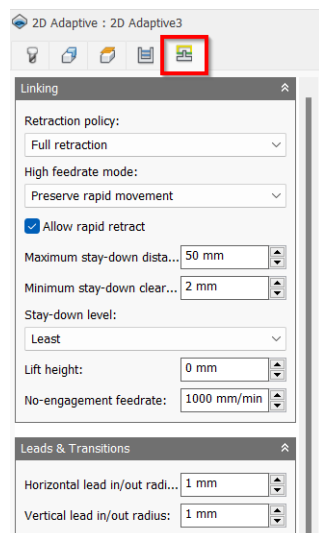 2D Adaptive : 2D Adaptive3
Linking
Retraction policy:
Full retraction
High feedrate mode:
Preserve rapid movement
Allow rapid retract
Maximum stay-down dista... 50 mm
Minimum stay-down clear... 2 mm
Stay-down level:
Least
Lift height: 0 mm
No-engagement feedrate: 1000 mm/min
Leads & Transitions
Horizontal lead in/out radi... 1 mm
Vertical lead in/out radius: 1 mm